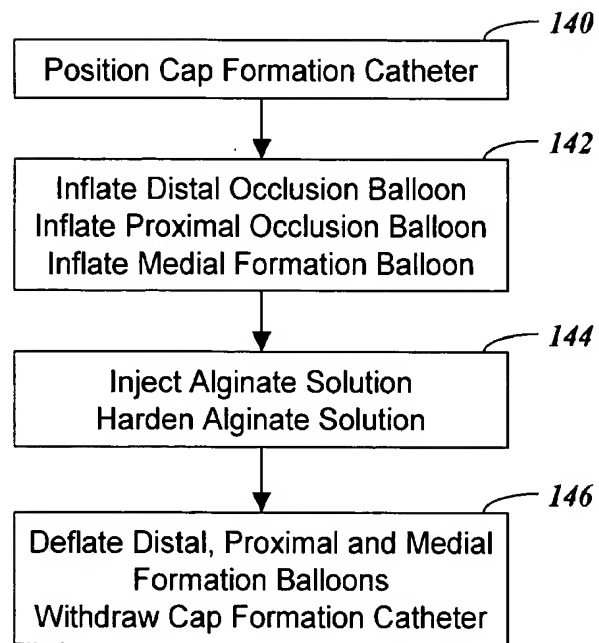 140
Position Cap Formation Catheter
142
Inflate Distal Occlusion Balloon
Inflate Proximal Occlusion Balloon
Inflate Medial Formation Balloon
144
Inject Alginate Solution
Harden Alginate Solution
146
Deflate Distal, Proximal and Medial
Formation Balloons
Withdraw Cap Formation Catheter